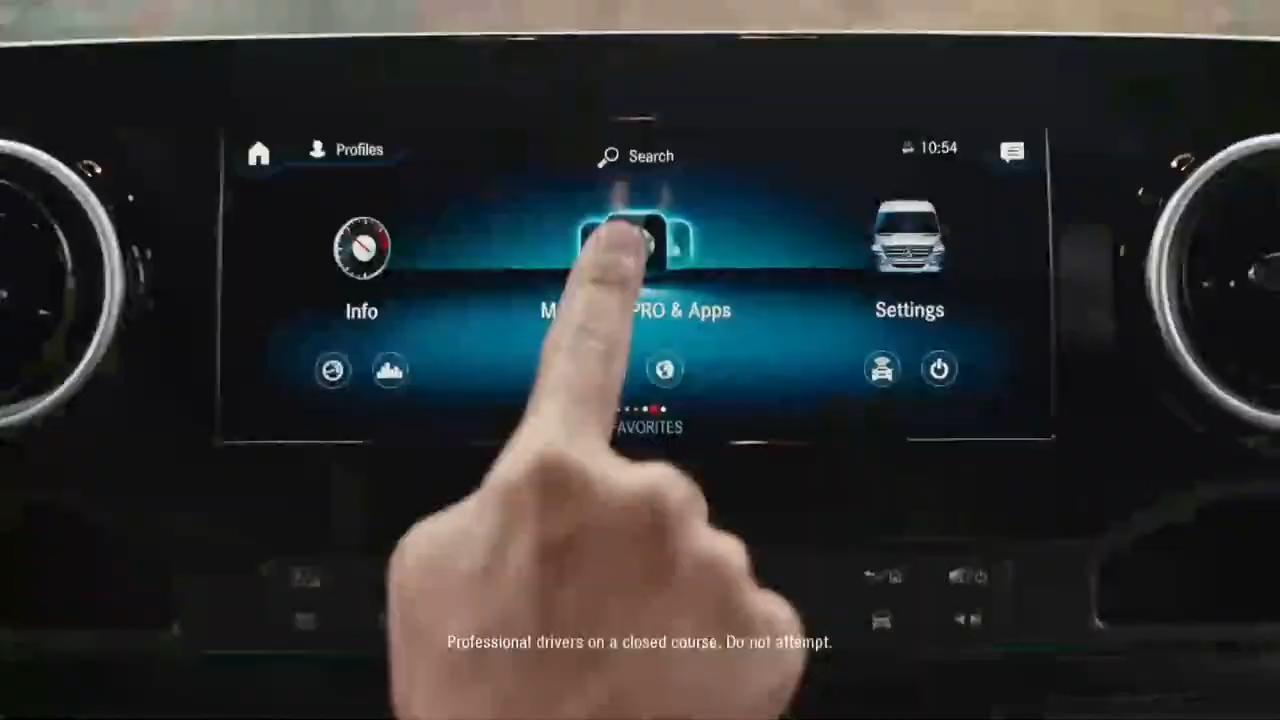 Profiles
Search
10:54
Info
PRO & Apps
Settings
AVORITES
Professional drivers on a closed course. Do not attempt.